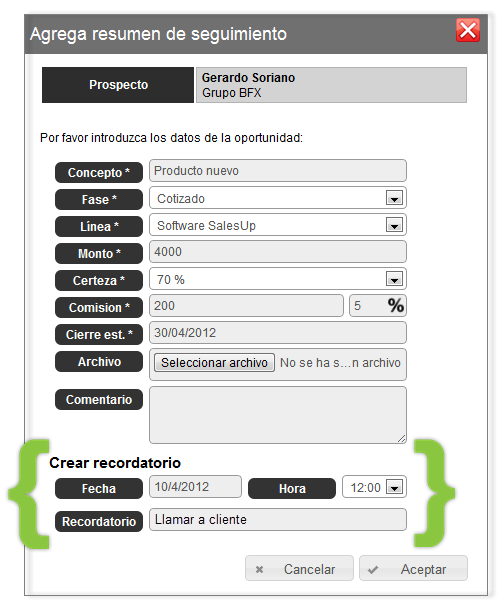 Agrega resumen de seguimiento
Prospecto
Gerardo Soriano
Grupo BFX
Por favor introduzca los datos de la oportunidad:
Concepto * Producto nuevo
Fase * Cotizado
Línea * Software SalesUp
Monto * 4000
Certeza * 70 %
Comision * 200 5 %
Cierre est. * 30/04/2012
Archivo Seleccionar archivo No se ha s...n archivo
Comentario
Crear recordatorio
Fecha 10/4/2012 Hora 12:00
Recordatorio Llamar a cliente
Cancelar Aceptar